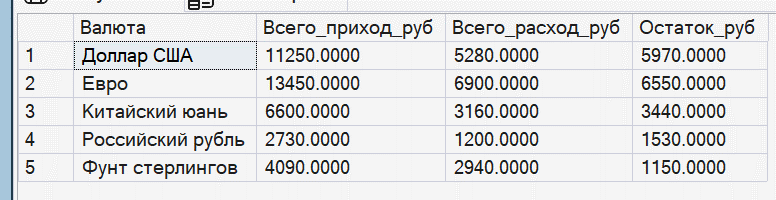 Валюта Всего_приход_руб Всего_расход_руб Остаток_руб
1 Доллар США 11250.0000 5280.0000 5970.0000
2 Евро 13450.0000 6900.0000 6550.0000
3 Китайский юань 6600.0000 3160.0000 3440.0000
4 Российский рубль 2730.0000 1200.0000 1530.0000
5 Фунт стерлингов 4090.0000 2940.0000 1150.0000